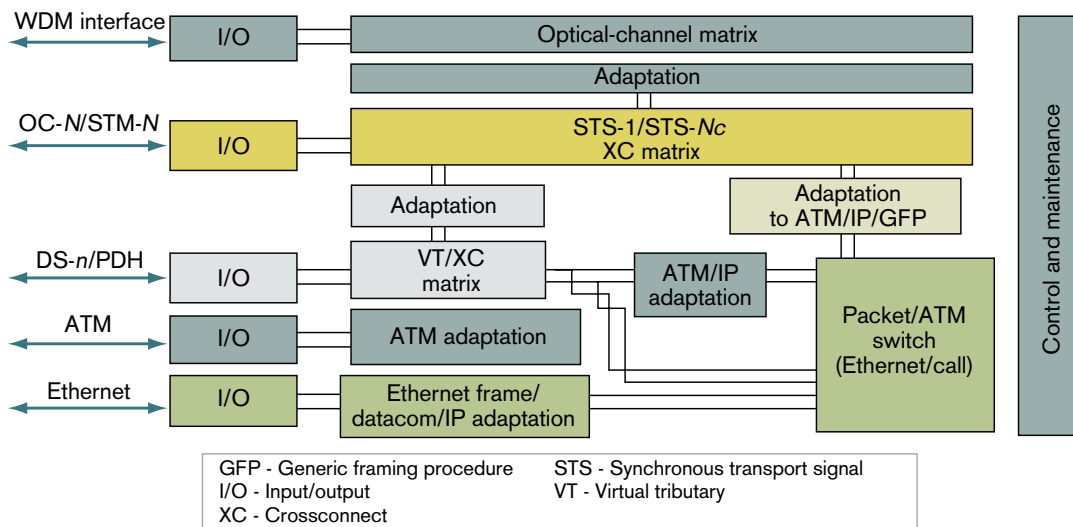 WDM interface
I/O
Optical-channel matrix
Adaptation
OC-N/STM-N
I/O
STS-1/STS-Nc
XC matrix
Adaptation
Adaptation
to ATM/IP/GFP
DS-n/PDH
I/O
VT/XC
matrix
ATM/IP
adaptation
Packet/ATM
switch
(Ethernet/call)
ATM
I/O
ATM adaptation
Ethernet
I/O
Ethernet frame/
datacom/IP adaptation
Control and maintenance
GFP - Generic framing procedure
I/O - Input/output
XC - Crossconnect
STS - Synchronous transport signal
VT - Virtual tributary